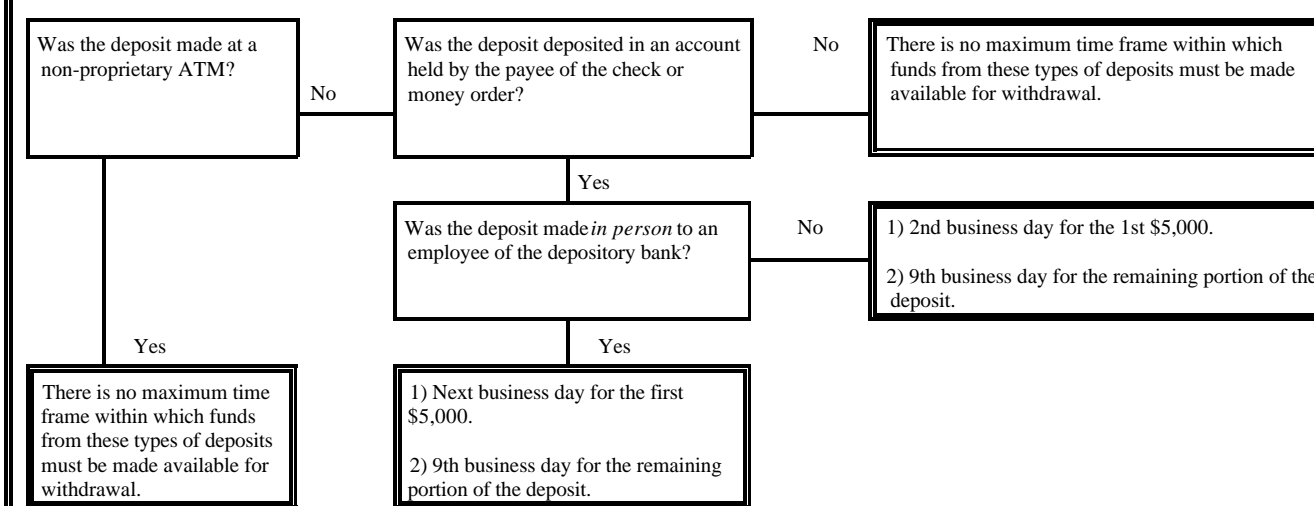 Was the deposit made at a
non-proprietary ATM?
No
Was the deposit deposited in an account
held by the payee of the check or
money order?
No
There is no maximum time frame within which
funds from these types of deposits must be made
available for withdrawal.
Yes
Was the deposit made in person to an
employee of the depository bank?
No
1) 2nd business day for the 1st $5,000.
2) 9th business day for the remaining portion of the
deposit.
Yes
Yes
There is no maximum time
frame within which funds
from these types of deposits
must be made available for
withdrawal.
1) Next business day for the first
$5,000.
2) 9th business day for the remaining
portion of the deposit.